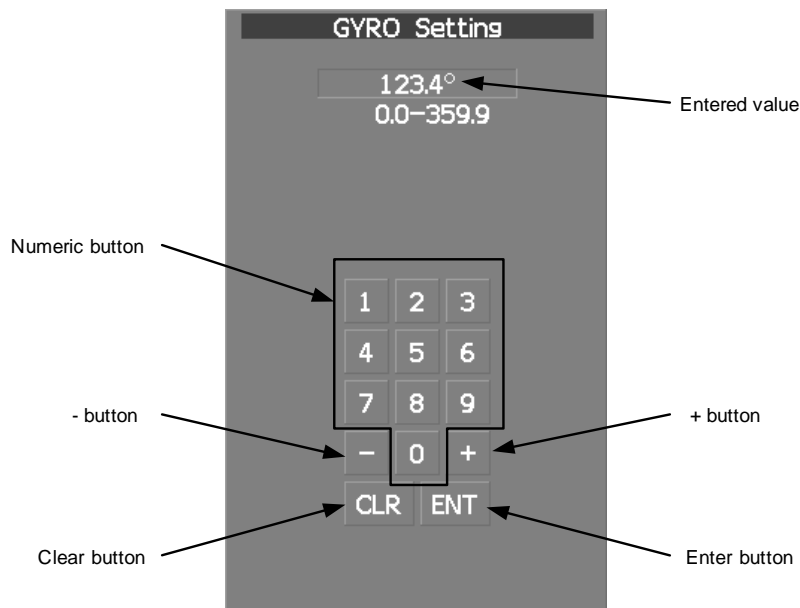 GYRO Setting
123.4°
Entered value
0.0-359.9
Numeric button
1 2 3
4 5 6
7 8 9
- button
+ button
- 0 +
CLR ENT
Clear button
Enter button